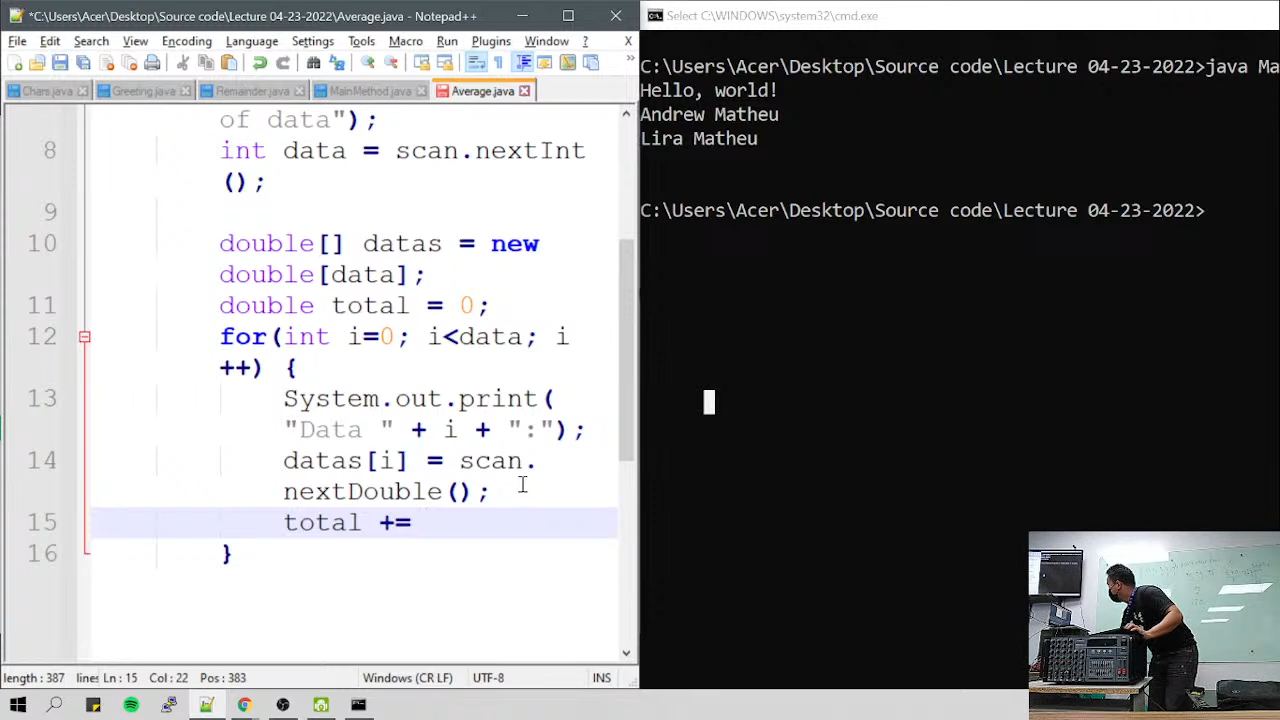 *C:\Users\Acer\Desktop\Source code\Lecture 04-23-2022\Average.java - Notepad++
Select C:\WINDOWS\system32\cmd.exe
File Edit Search View Encoding Language Settings Tools Macro Run Plugins Window ? X
Chars.java Greeting.java Remainder.java MainMethod.java Average.java
of data");
8 int data = scan.nextInt
();
9
10 double[] datas = new
double[data];
11 double total = 0;
12 for(int i=0; i<data; i
++) {
13 System.out.print(
"Data " + i + ":");
14 datas[i] = scan.
nextDouble();
15 total +=
16 }
length : 387 lines Ln : 15 Col : 22 Pos : 383 Windows (CR LF) UTF-8 INS
C:\Users\Acer\Desktop\Source code\Lecture 04-23-2022>java Ma
Hello, world!
Andrew Matheu
Lira Matheu
C:\Users\Acer\Desktop\Source code\Lecture 04-23-2022>